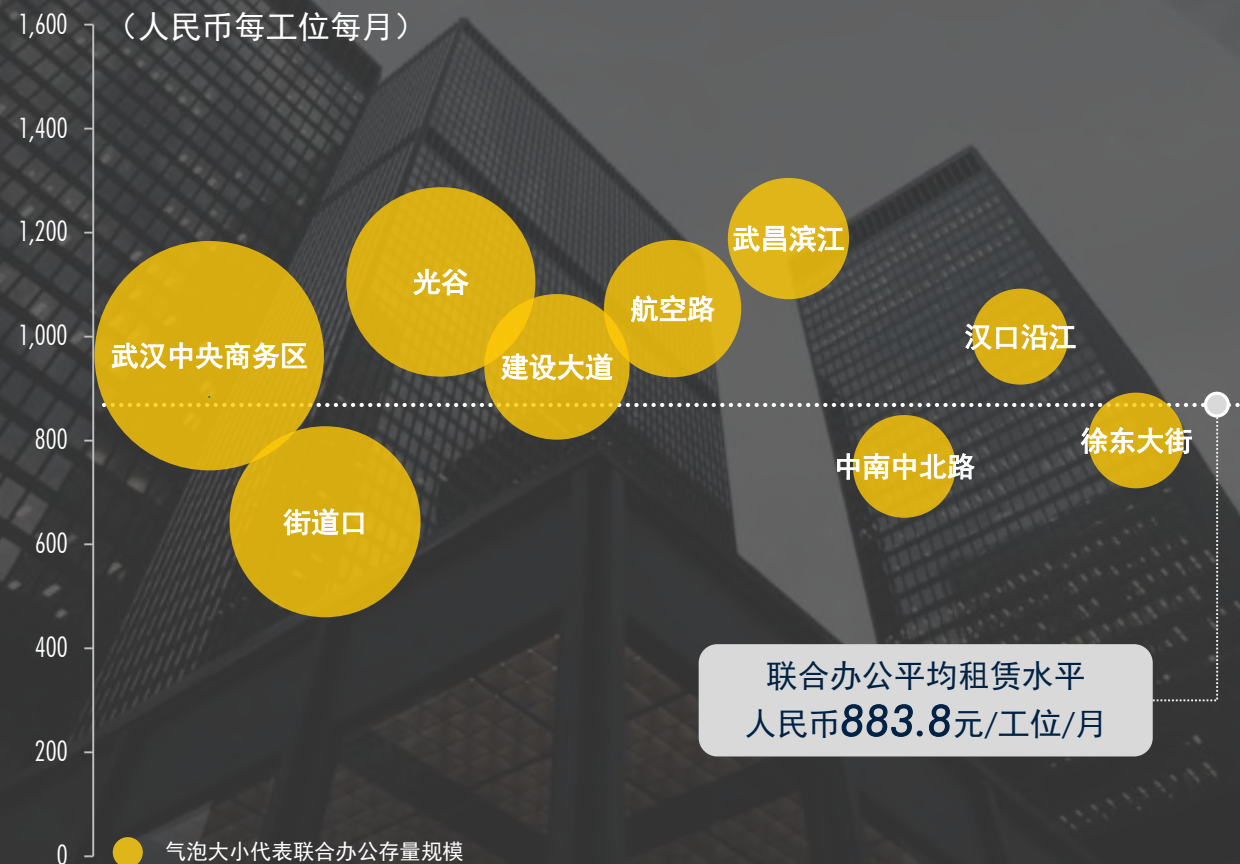 （人民币每工位每月）
1,600
1,400
1,200
1,000
800
600
400
200
0
武汉中央商务区
街道口
光谷
建设大道
航空路
武昌滨江
中南中北路
汉口沿江
徐东大街
联合办公平均租赁水平
人民币883.8元/工位/月
气泡大小代表联合办公存量规模